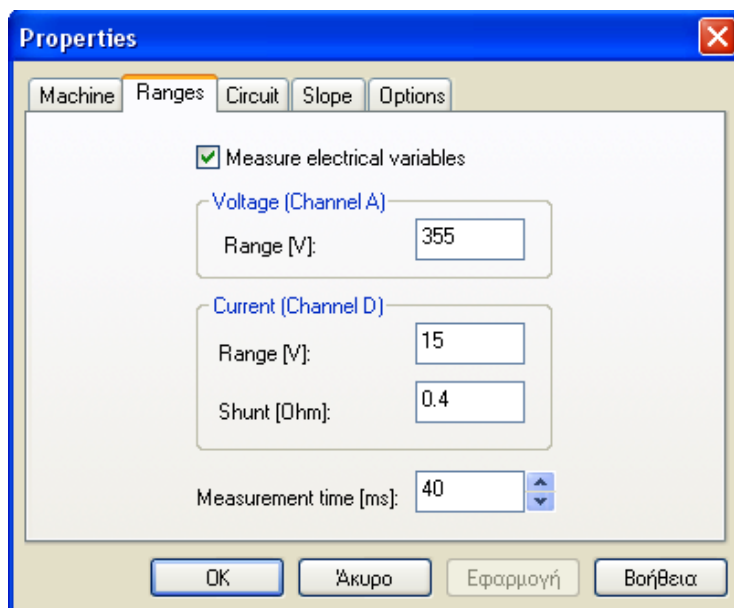 Properties
Machine Ranges Circuit Slope Options
Measure electrical variables
Voltage (Channel A)
Range [V]: 355
Current (Channel D)
Range [V]: 15
Shunt [Ohm]: 0.4
Measurement time [ms]: 40
OK Άκυρο Εφαρμογή Βοήθεια